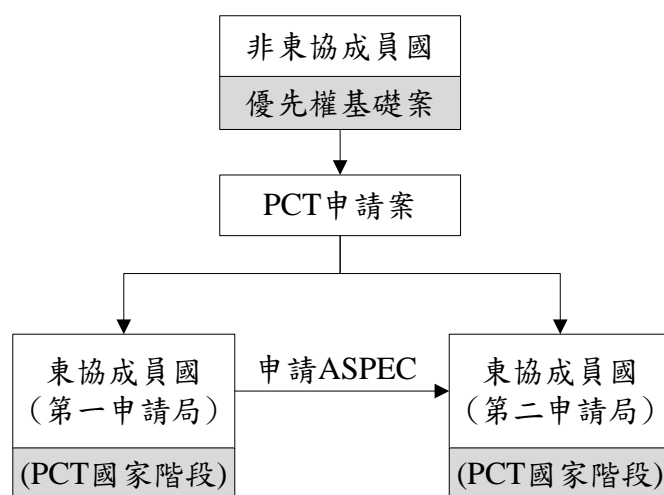 非東協成員國
優先權基礎案
PCT申請案
東協成員國
（第一申請局）
(PCT國家階段)
申請ASPEC
東協成員國
（第二申請局）
(PCT國家階段)